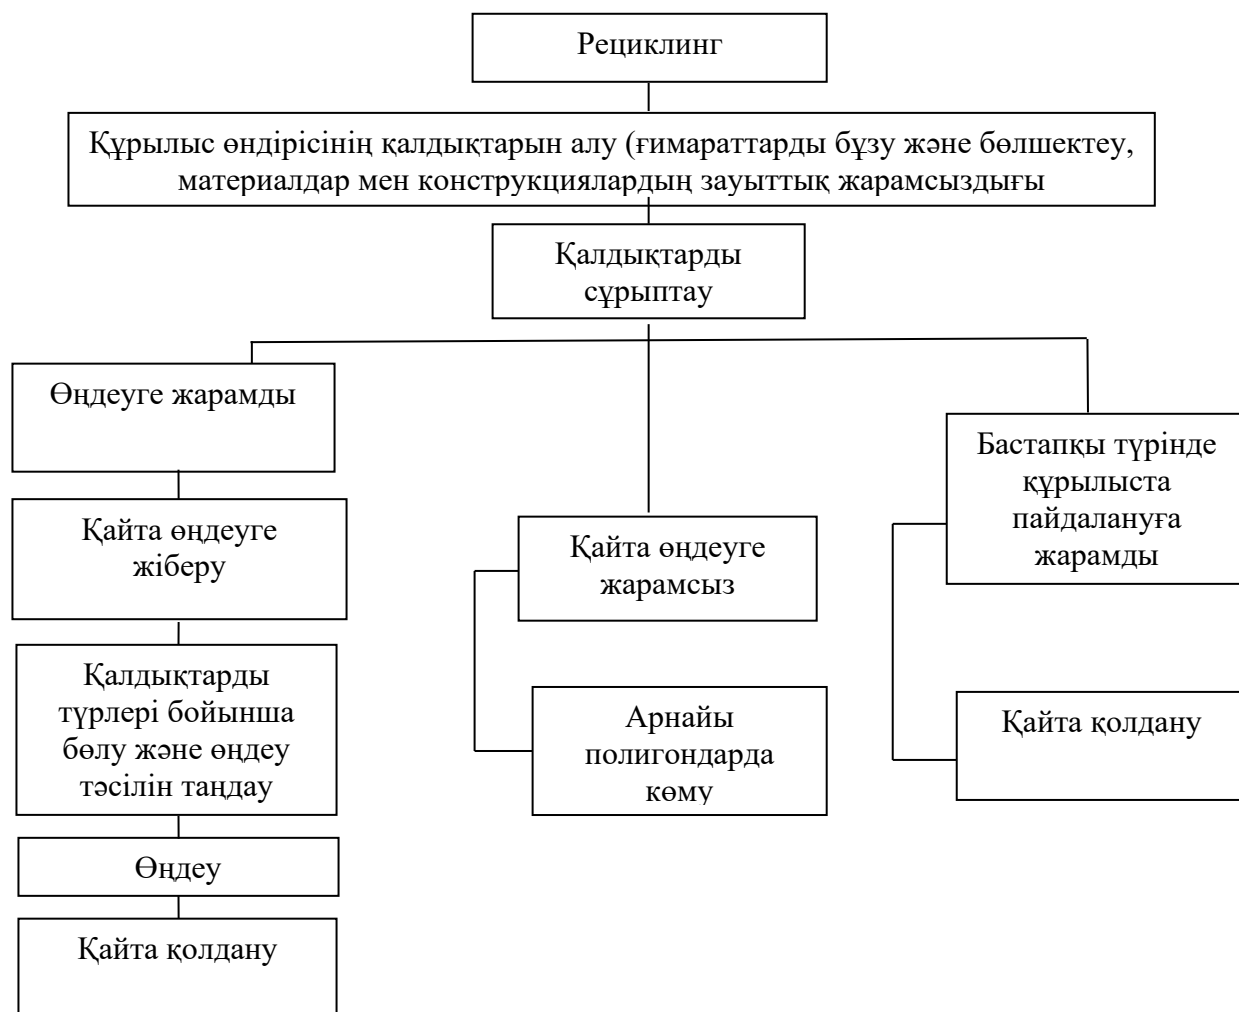 Рециклинг
Құрылыс өндірісінің қалдықтарын алу (ғимараттарды бұзу және бөлшектеу,
материалдар мен конструкциялардың зауыттық жарамсыздығы
Қалдықтарды
сұрыптау
Өңдеуге жарамды
Қайта өңдеуге
жіберу
Қалдықтарды
түрлері бойынша
бөлу және өңдеу
тәсілін таңдау
Өңдеу
Қайта қолдану
Қайта өңдеуге
жарамсыз
Арнайы
полигондарда
көму
Бастапқы түрінде
құрылыста
пайдалануға
жарамды
Қайта қолдану